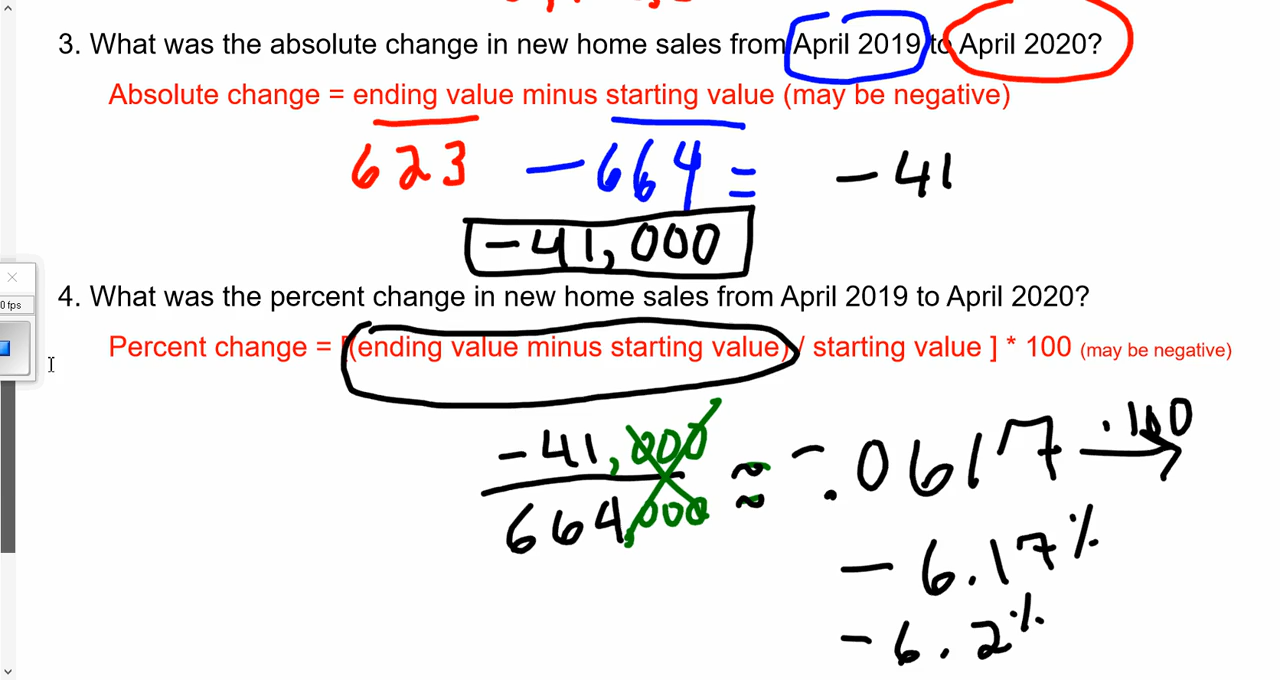 3. What was the absolute change in new home sales from April 2019 to April 2020?
Absolute change = ending value minus starting value (may be negative)
623 - 664 = - 41
- 41,000
4. What was the percent change in new home sales from April 2019 to April 2020?
0 fps
Percent change = [(ending value minus starting value) / starting value ] * 100 (may be negative)
- 41,000
664,000
≈ -.0617
· 100
- 6.17%
- 6.2%